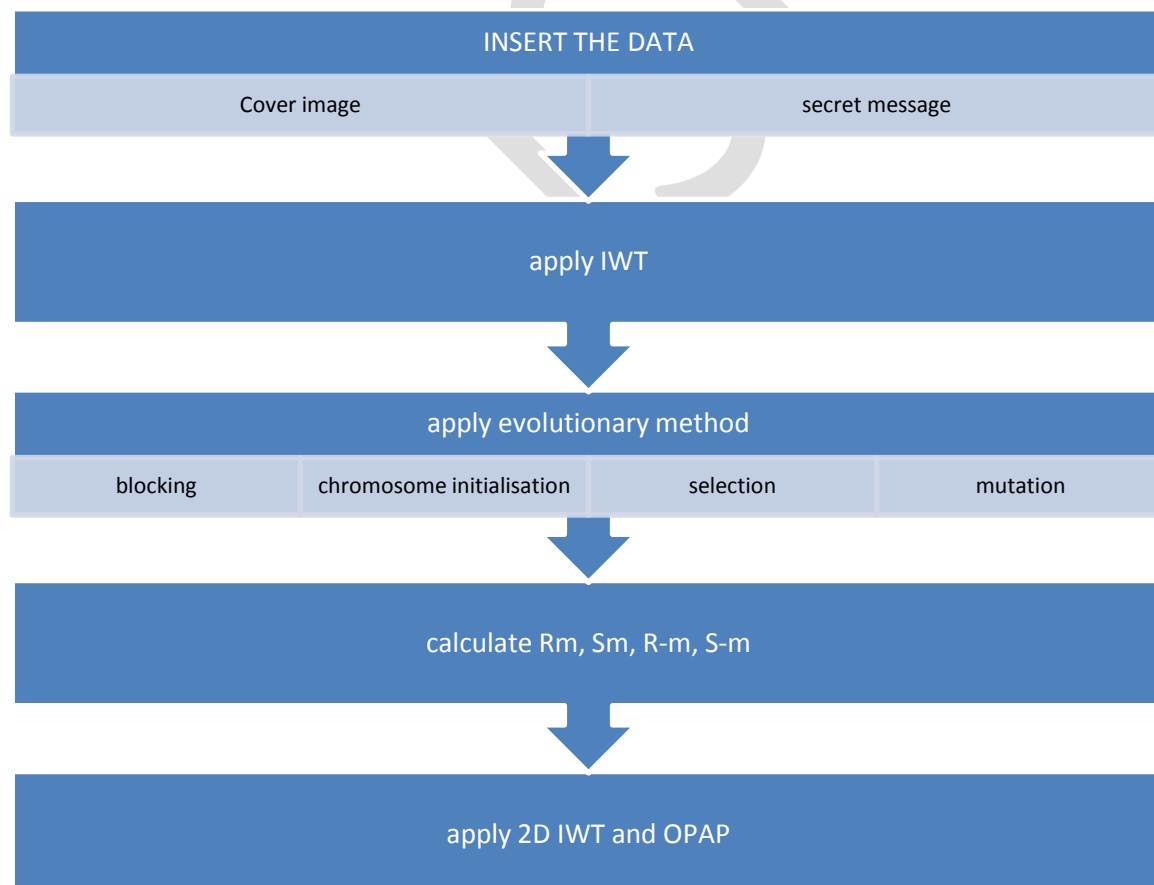 INSERT THE DATA
Cover image
secret message
apply IWT
apply evolutionary method
blocking
chromosome initialisation
selection
mutation
calculate Rm, Sm, R-m, S-m
apply 2D IWT and OPAP